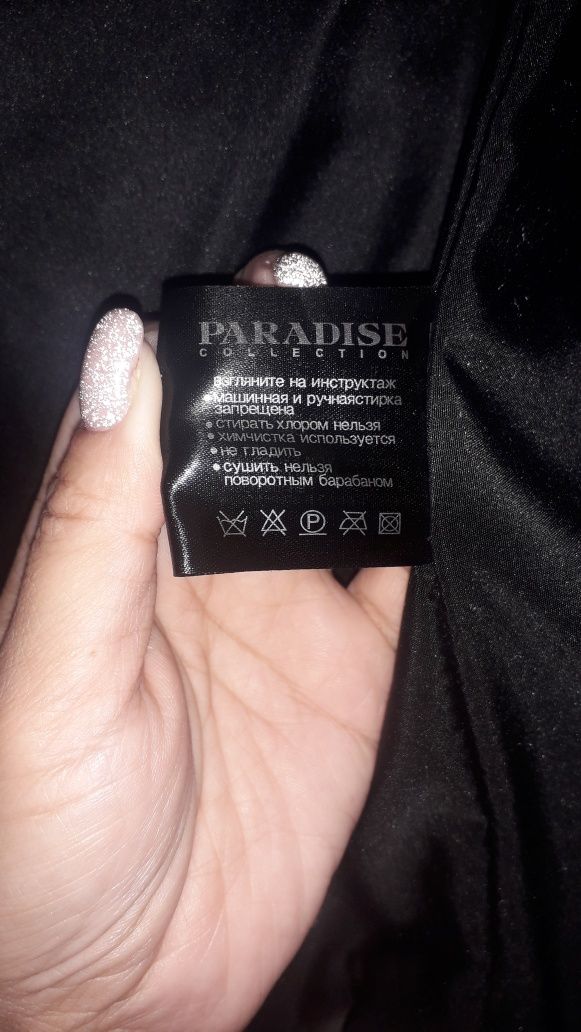 PARADISE
COLLECTION
взгляните на инструктаж
• машинная и ручнаястирка
запрещена
• стирать хлором нельзя
• химчистка используется
• не гладить
• сушить нельзя
поворотным барабаном
P